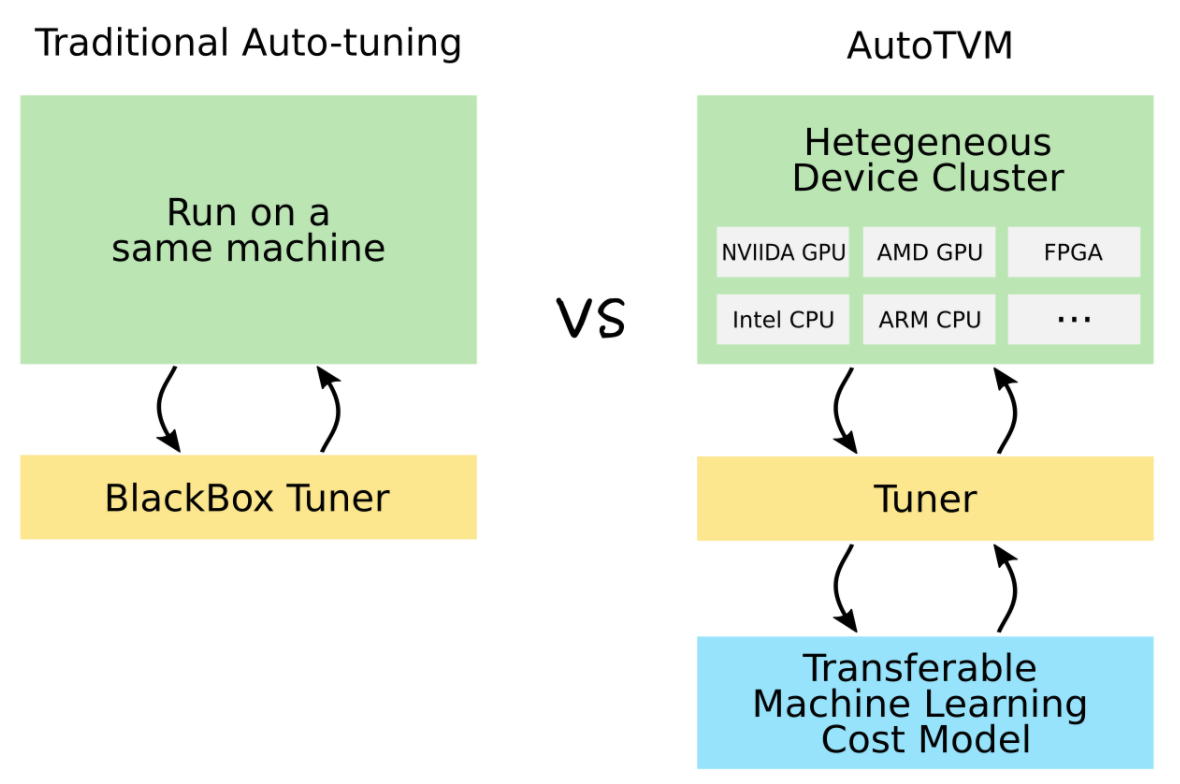 Traditional Auto-tuning
Run on a
same machine
BlackBox Tuner
VS
AutoTVM
Hetegeneous
Device Cluster
NVIIDA GPU
AMD GPU
FPGA
Intel CPU
ARM CPU
...
Tuner
Transferable
Machine Learning
Cost Model